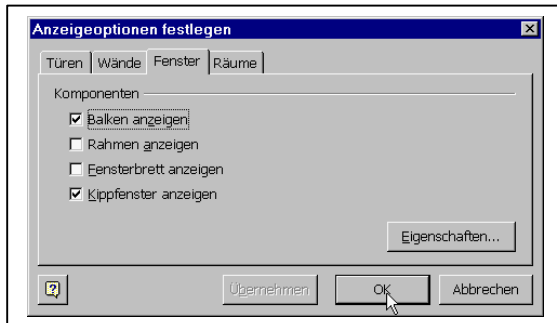 Anzeigeoptionen festlegen
Türen Wände Fenster Räume
Komponenten
Balken anzeigen
Rahmen anzeigen
Fensterbrett anzeigen
Kippfenster anzeigen
Eigenschaften...
Übernehmen OK Abbrechen